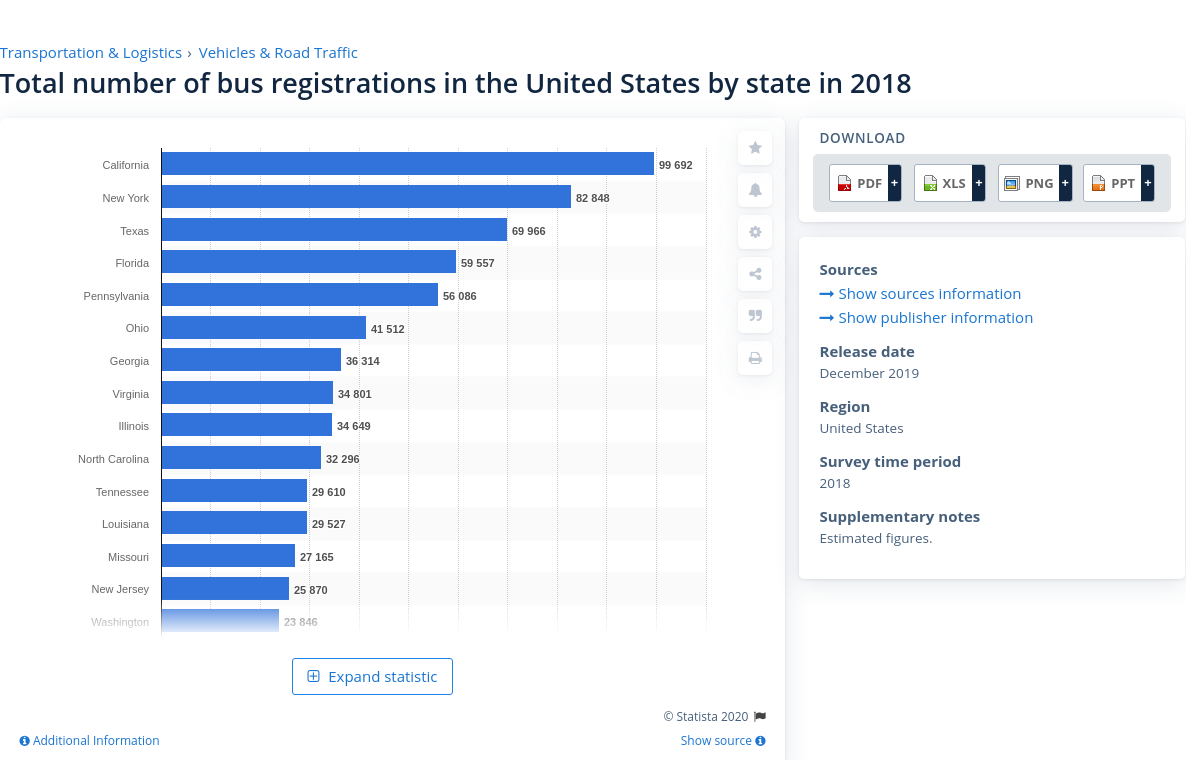 Transportation & Logistics › Vehicles & Road Traffic
Total number of bus registrations in the United States by state in 2018
California 99 692
New York 82 848
Texas 69 966
Florida 59 557
Pennsylvania 56 086
Ohio 41 512
Georgia 36 314
Virginia 34 801
Illinois 34 649
North Carolina 32 296
Tennessee 29 610
Louisiana 29 527
Missouri 27 165
New Jersey 25 870
Washington 23 846
Expand statistic
© Statista 2020
Additional Information
Show source
DOWNLOAD
PDF + XLS + PNG + PPT +
Sources
Show sources information
Show publisher information
Release date
December 2019
Region
United States
Survey time period
2018
Supplementary notes
Estimated figures.